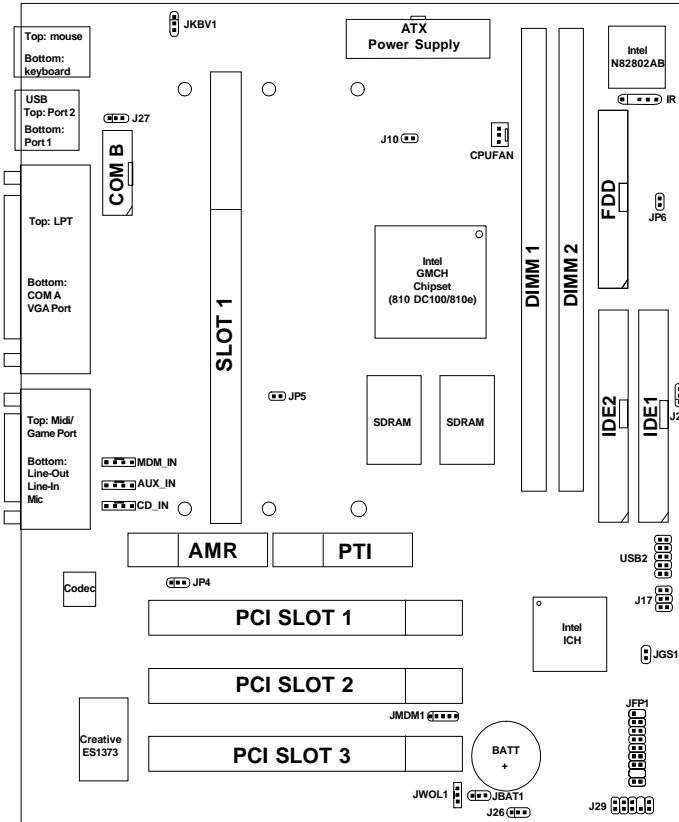 Top: mouse
Bottom:
keyboard
JKBV1
ATX
Power Supply
Intel
N82802AB
IR
USB
Top: Port 2
Bottom:
Port 1
J27
COM B
J10
CPUFAN
FDD
JP6
Top: LPT
Bottom:
COM A
VGA Port
SLOT 1
Intel
GMCH
Chipset
(810 DC100/810e)
DIMM 1
DIMM 2
JP5
SDRAM
SDRAM
IDE2
IDE1
J2
Top: Midi/
Game Port
Bottom:
Line-Out
Line-In
Mic
MDM_IN
AUX_IN
CD_IN
AMR
PTI
USB2
Codec
JP4
J17
PCI SLOT 1
Intel
ICH
JGS1
PCI SLOT 2
JMDM1
JFP1
Creative
ES1373
PCI SLOT 3
BATT
+
JWOL1
JBAT1
J26
J29